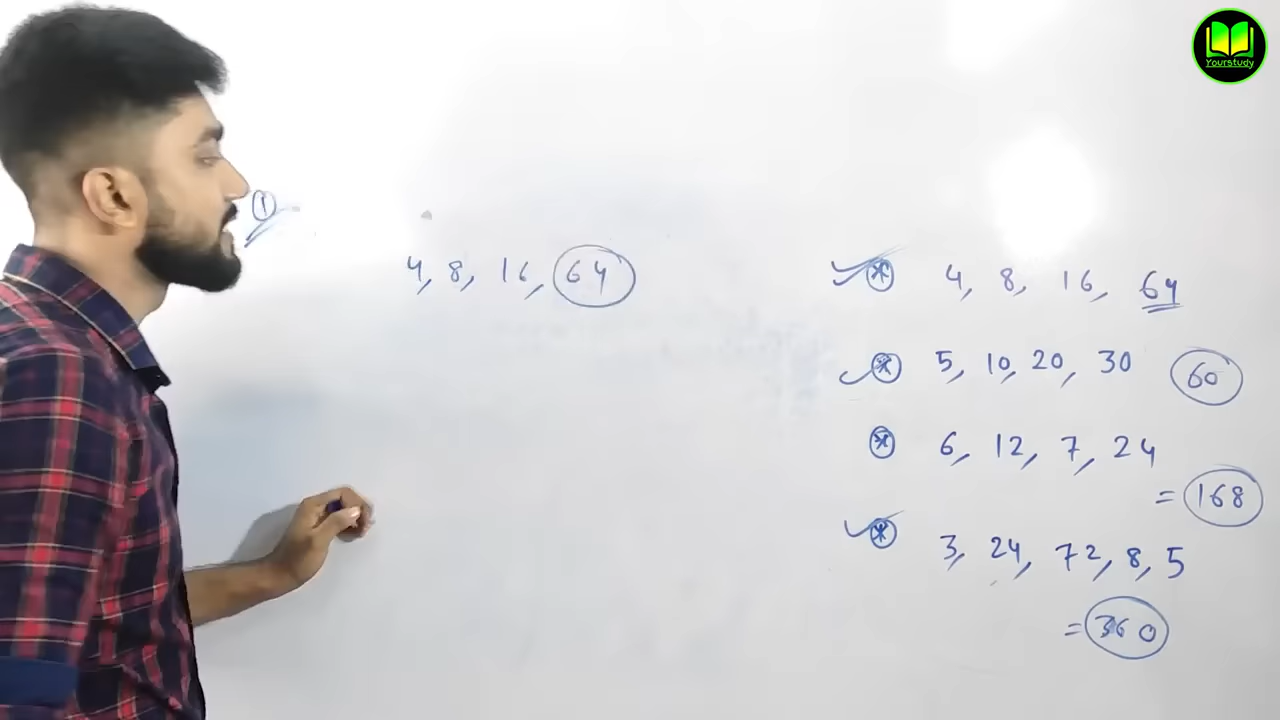 Yourstudy
①
4, 8, 16, 64
* 4, 8, 16, 64
* 5, 10, 20, 30 60
* 6, 12, 7, 24
= 168
* 3, 24, 72, 8, 5
= 360